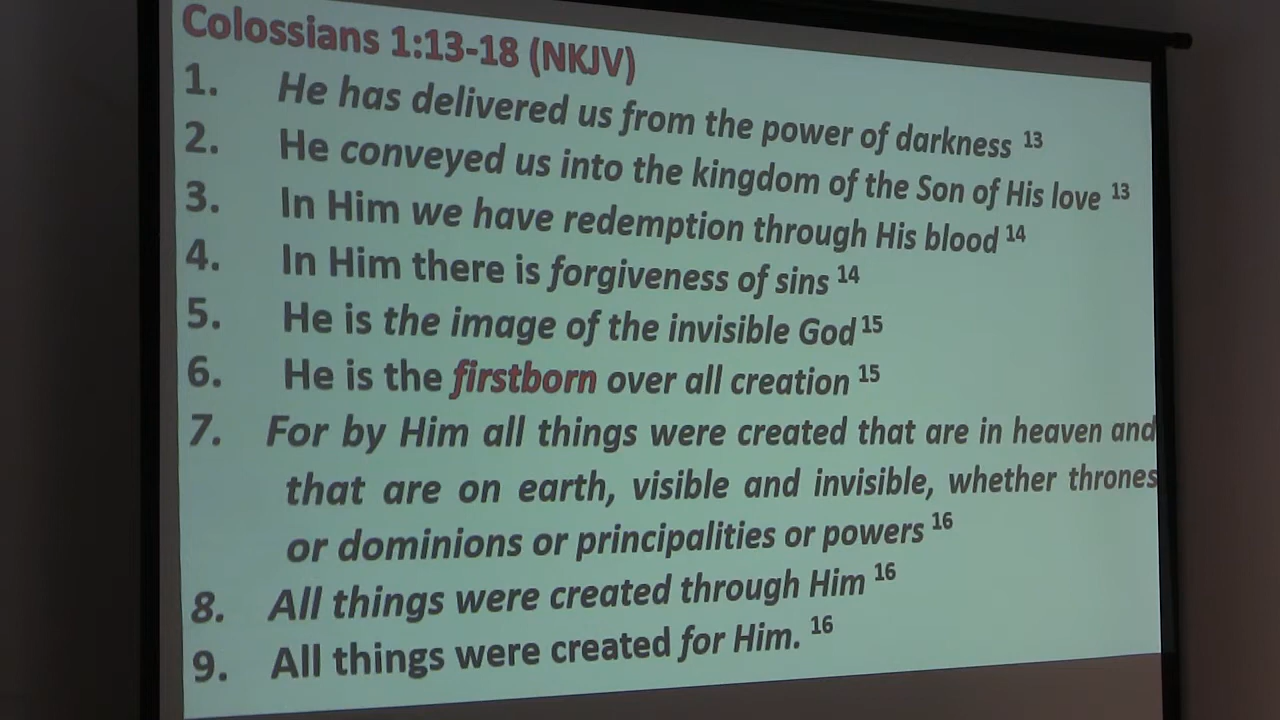 Colossians 1:13-18 (NKJV)
1. He has delivered us from the power of darkness 13
2. He conveyed us into the kingdom of the Son of His love 13
3. In Him we have redemption through His blood 14
4. In Him there is forgiveness of sins 14
5. He is the image of the invisible God 15
6. He is the firstborn over all creation 15
7. For by Him all things were created that are in heaven and
that are on earth, visible and invisible, whether thrones
or dominions or principalities or powers 16
8. All things were created through Him 16
9. All things were created for Him. 16